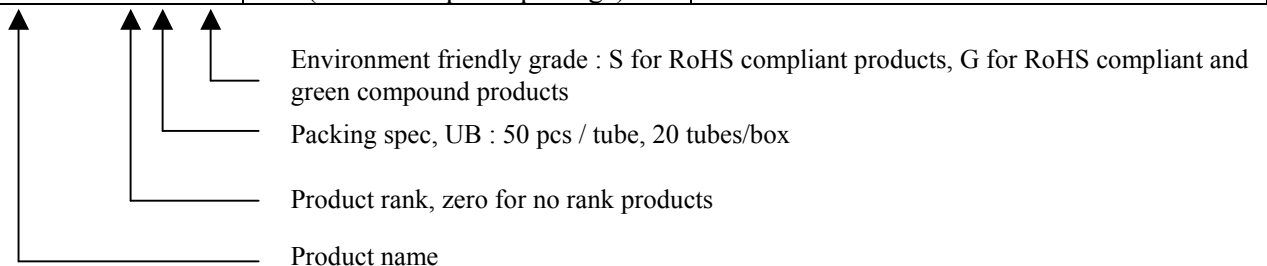 Environment friendly grade : S for RoHS compliant products, G for RoHS compliant and
green compound products
Packing spec, UB : 50 pcs / tube, 20 tubes/box
Product rank, zero for no rank products
Product name